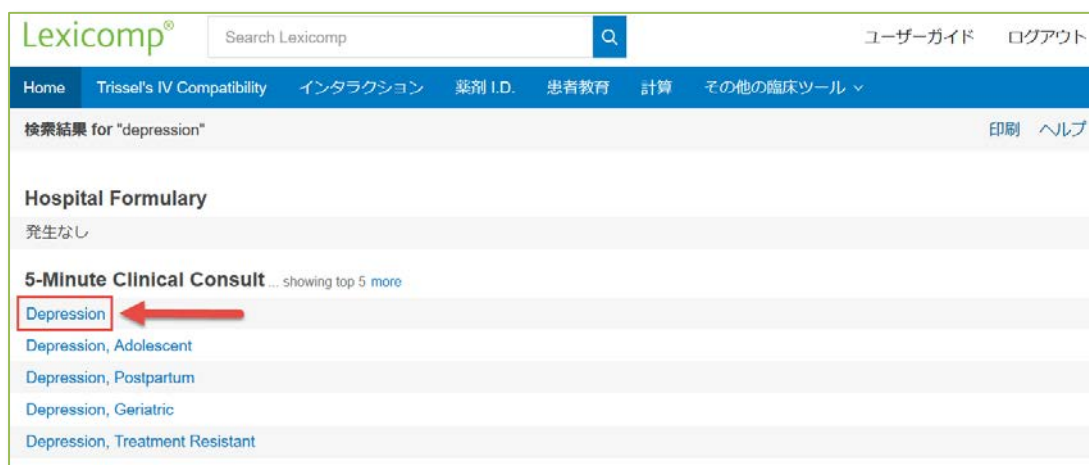 Lexicomp® Search Lexicomp ユーザーガイド ログアウト
Home Trissel's IV Compatibility インタラクション 薬剤 I.D. 患者教育 計算 その他の臨床ツール
検索結果 for "depression" 印刷 ヘルプ
Hospital Formulary
発生なし
5-Minute Clinical Consult ... showing top 5 more
Depression
Depression, Adolescent
Depression, Postpartum
Depression, Geriatric
Depression, Treatment Resistant